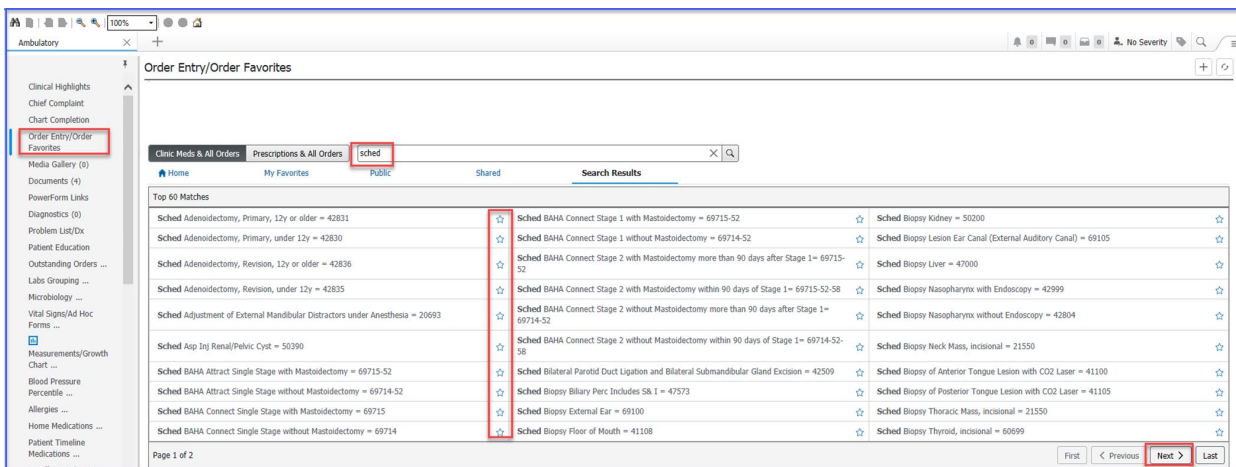 100%
Ambulatory
0
0
0
No Severity
Clinical Highlights
Chief Complaint
Chart Completion
Order Entry/Order
Favorites
Media Gallery (0)
Documents (4)
PowerForm Links
Diagnostics (0)
Problem List/Dx
Patient Education
Outstanding Orders ...
Labs Grouping ...
Microbiology ...
Vital Signs/Ad Hoc
Forms ...
Measurements/Growth
Chart ...
Blood Pressure
Percentile ...
Allergies ...
Home Medications ...
Patient Timeline
Medications ...
Order Entry/Order Favorites
Clinic Meds & All Orders
Prescriptions & All Orders
sched
Home
My Favorites
Public
Shared
Search Results
Top 60 Matches
Sched Adenoidectomy, Primary, 12y or older = 42831
Sched Adenoidectomy, Primary, under 12y = 42830
Sched Adenoidectomy, Revision, 12y or older = 42836
Sched Adenoidectomy, Revision, under 12y = 42835
Sched Adjustment of External Mandibular Distractors under Anesthesia = 20693
Sched Asp Inj Renal/Pelvic Cyst = 50390
Sched BAHA Attract Single Stage with Mastoidectomy = 69715-52
Sched BAHA Attract Single Stage without Mastoidectomy = 69714-52
Sched BAHA Connect Single Stage with Mastoidectomy = 69715
Sched BAHA Connect Single Stage without Mastoidectomy = 69714
Sched BAHA Connect Stage 1 with Mastoidectomy = 69715-52
Sched BAHA Connect Stage 1 without Mastoidectomy = 69714-52
Sched BAHA Connect Stage 2 with Mastoidectomy more than 90 days after Stage 1= 69715-
52
Sched BAHA Connect Stage 2 with Mastoidectomy within 90 days of Stage 1= 69715-52-58
Sched BAHA Connect Stage 2 without Mastoidectomy more than 90 days after Stage 1=
69714-52
Sched BAHA Connect Stage 2 without Mastoidectomy within 90 days of Stage 1= 69714-52-
58
Sched Bilateral Parotid Duct Ligation and Bilateral Submandibular Gland Excision = 42509
Sched Biopsy Biliary Perc Includes S& I = 47573
Sched Biopsy External Ear = 69100
Sched Biopsy Floor of Mouth = 41108
Sched Biopsy Kidney = 50200
Sched Biopsy Lesion Ear Canal (External Auditory Canal) = 69105
Sched Biopsy Liver = 47000
Sched Biopsy Nasopharynx with Endoscopy = 42999
Sched Biopsy Nasopharynx without Endoscopy = 42804
Sched Biopsy Neck Mass, incisional = 21550
Sched Biopsy of Anterior Tongue Lesion with CO2 Laser = 41100
Sched Biopsy of Posterior Tongue Lesion with CO2 Laser = 41105
Sched Biopsy Thoracic Mass, incisional = 21550
Sched Biopsy Thyroid, incisional = 60699
Page 1 of 2
First
Previous
Next
Last